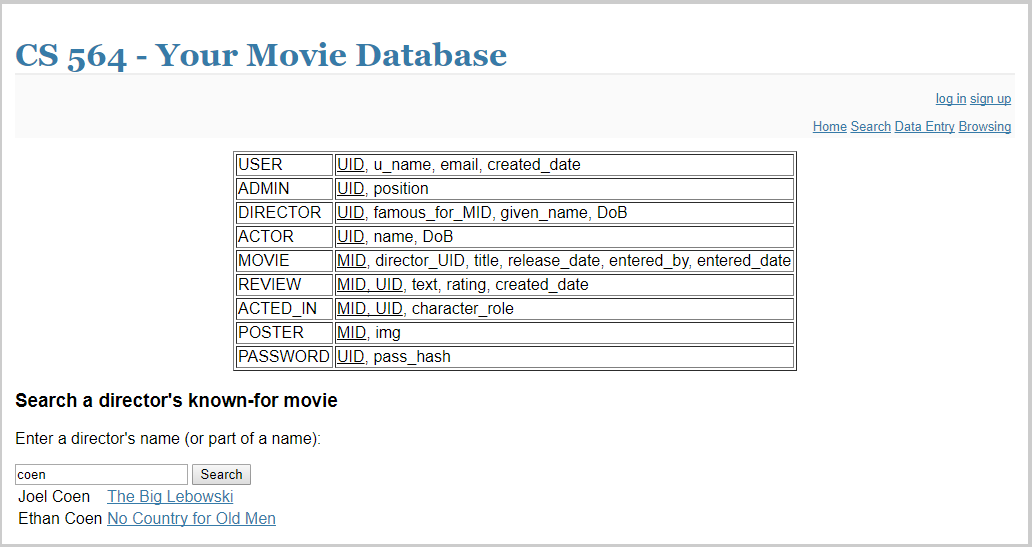 CS 564 - Your Movie Database
log in sign up
Home Search Data Entry Browsing
USER UID, u_name, email, created_date
ADMIN UID, position
DIRECTOR UID, famous_for_MID, given_name, DoB
ACTOR UID, name, DoB
MOVIE MID, director_UID, title, release_date, entered_by, entered_date
REVIEW MID, UID, text, rating, created_date
ACTED_IN MID, UID, character_role
POSTER MID, img
PASSWORD UID, pass_hash
Search a director's known-for movie
Enter a director's name (or part of a name):
coen Search
Joel Coen The Big Lebowski
Ethan Coen No Country for Old Men